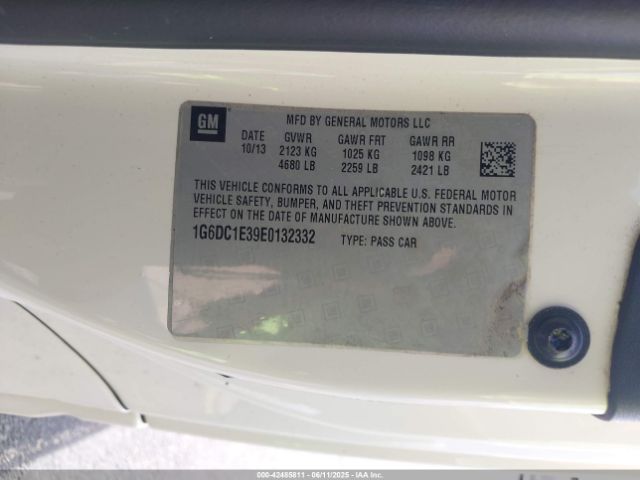 GM
MFD BY GENERAL MOTORS LLC
DATE GVWR GAWR FRT GAWR RR
10/13 2123 KG 1025 KG 1098 KG
4680 LB 2259 LB 2421 LB
THIS VEHICLE CONFORMS TO ALL APPLICABLE U.S. FEDERAL MOTOR
VEHICLE SAFETY, BUMPER, AND THEFT PREVENTION STANDARDS IN
EFFECT ON THE DATE OF MANUFACTURE SHOWN ABOVE.
1G6DC1E39E0132332 TYPE: PASS CAR
000-42485811 - 06/11/2025 - IAAI